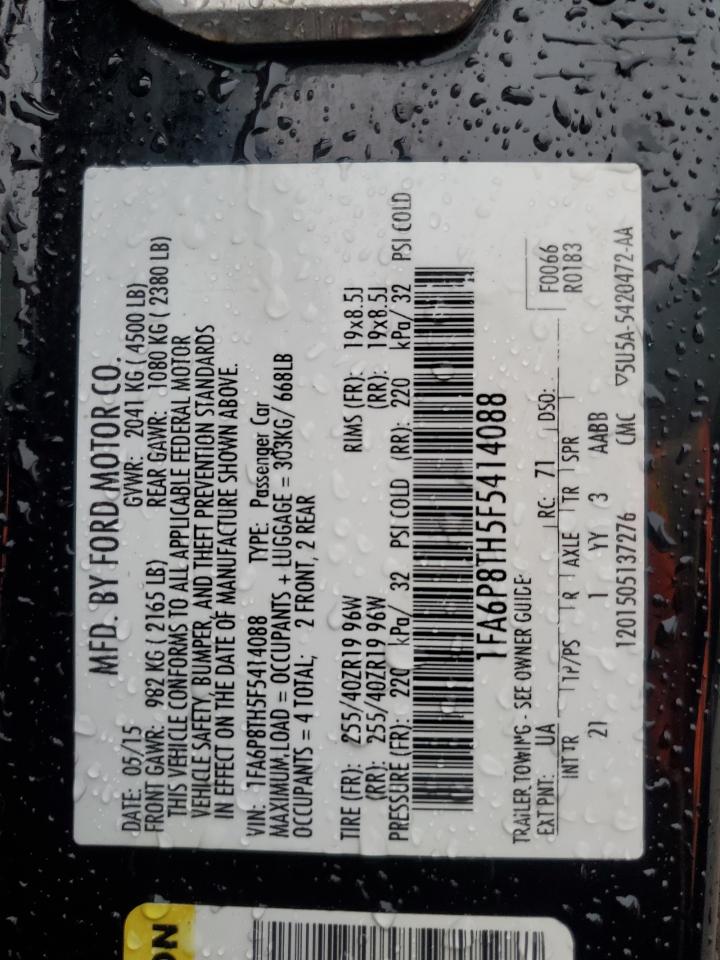 MFD. BY FORD MOTOR CO.
DATE: 05/15 GVWR: 2041 KG ( 4500 LB)
FRONT GAWR: 982 KG ( 2165 LB) REAR GAWR: 1080 KG ( 2380 LB)
THIS VEHICLE CONFORMS TO ALL APPLICABLE FEDERAL MOTOR
VEHICLE SAFETY, BUMPER, AND THEFT PREVENTION STANDARDS
IN EFFECT ON THE DATE OF MANUFACTURE SHOWN ABOVE.
VIN: 1FA6P8TH5F5414088 TYPE: Passenger Car
MAXIMUM LOAD = OCCUPANTS + LUGGAGE = 303KG/ 668LB
OCCUPANTS = 4 TOTAL; 2 FRONT, 2 REAR
TIRE (FR): 255/40ZR19 96W RIMS (FR): 19x8.5J
(RR): 255/40ZR19 96W (RR): 19x8.5J
PRESSURE (FR): 220 kPa/ 32 PSI COLD (RR): 220 kPa/ 32 PSI COLD
1FA6P8TH5F5414088
TRAILER TOWING - SEE OWNER GUIDE
F0066
EXT PNT: UA RC: 71 DSO: R0183
INT TR TP/PS R AXLE TR SPR
21 1 YY 3 AABB
1201505137276 CMC ▽5U5A-5420472-AA
ON